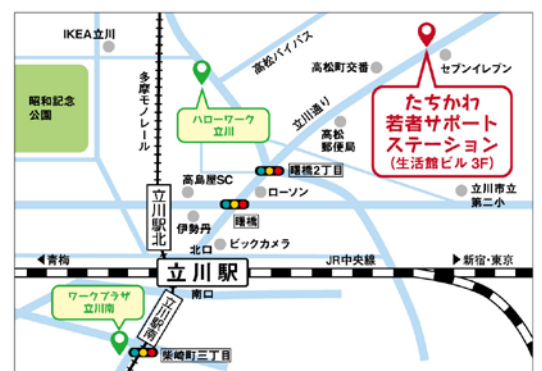 IKEA立川
昭和記念
公園
多摩モノレール
ハローワーク
立川
高松バイパス
高松町交番
セブンイレブン
たちかわ
若者サポート
ステーション
(生活館ビル 3F)
立川通り
高松
郵便局
曙橋2丁目
高島屋SC
ローソン
立川市立
第二小
伊勢丹
曙橋
立川駅北
北口
ビックカメラ
◀青梅
立川駅
JR中央線
▶新宿・東京
南口
ワークプラザ
立川南
立川駅南
柴崎町三丁目